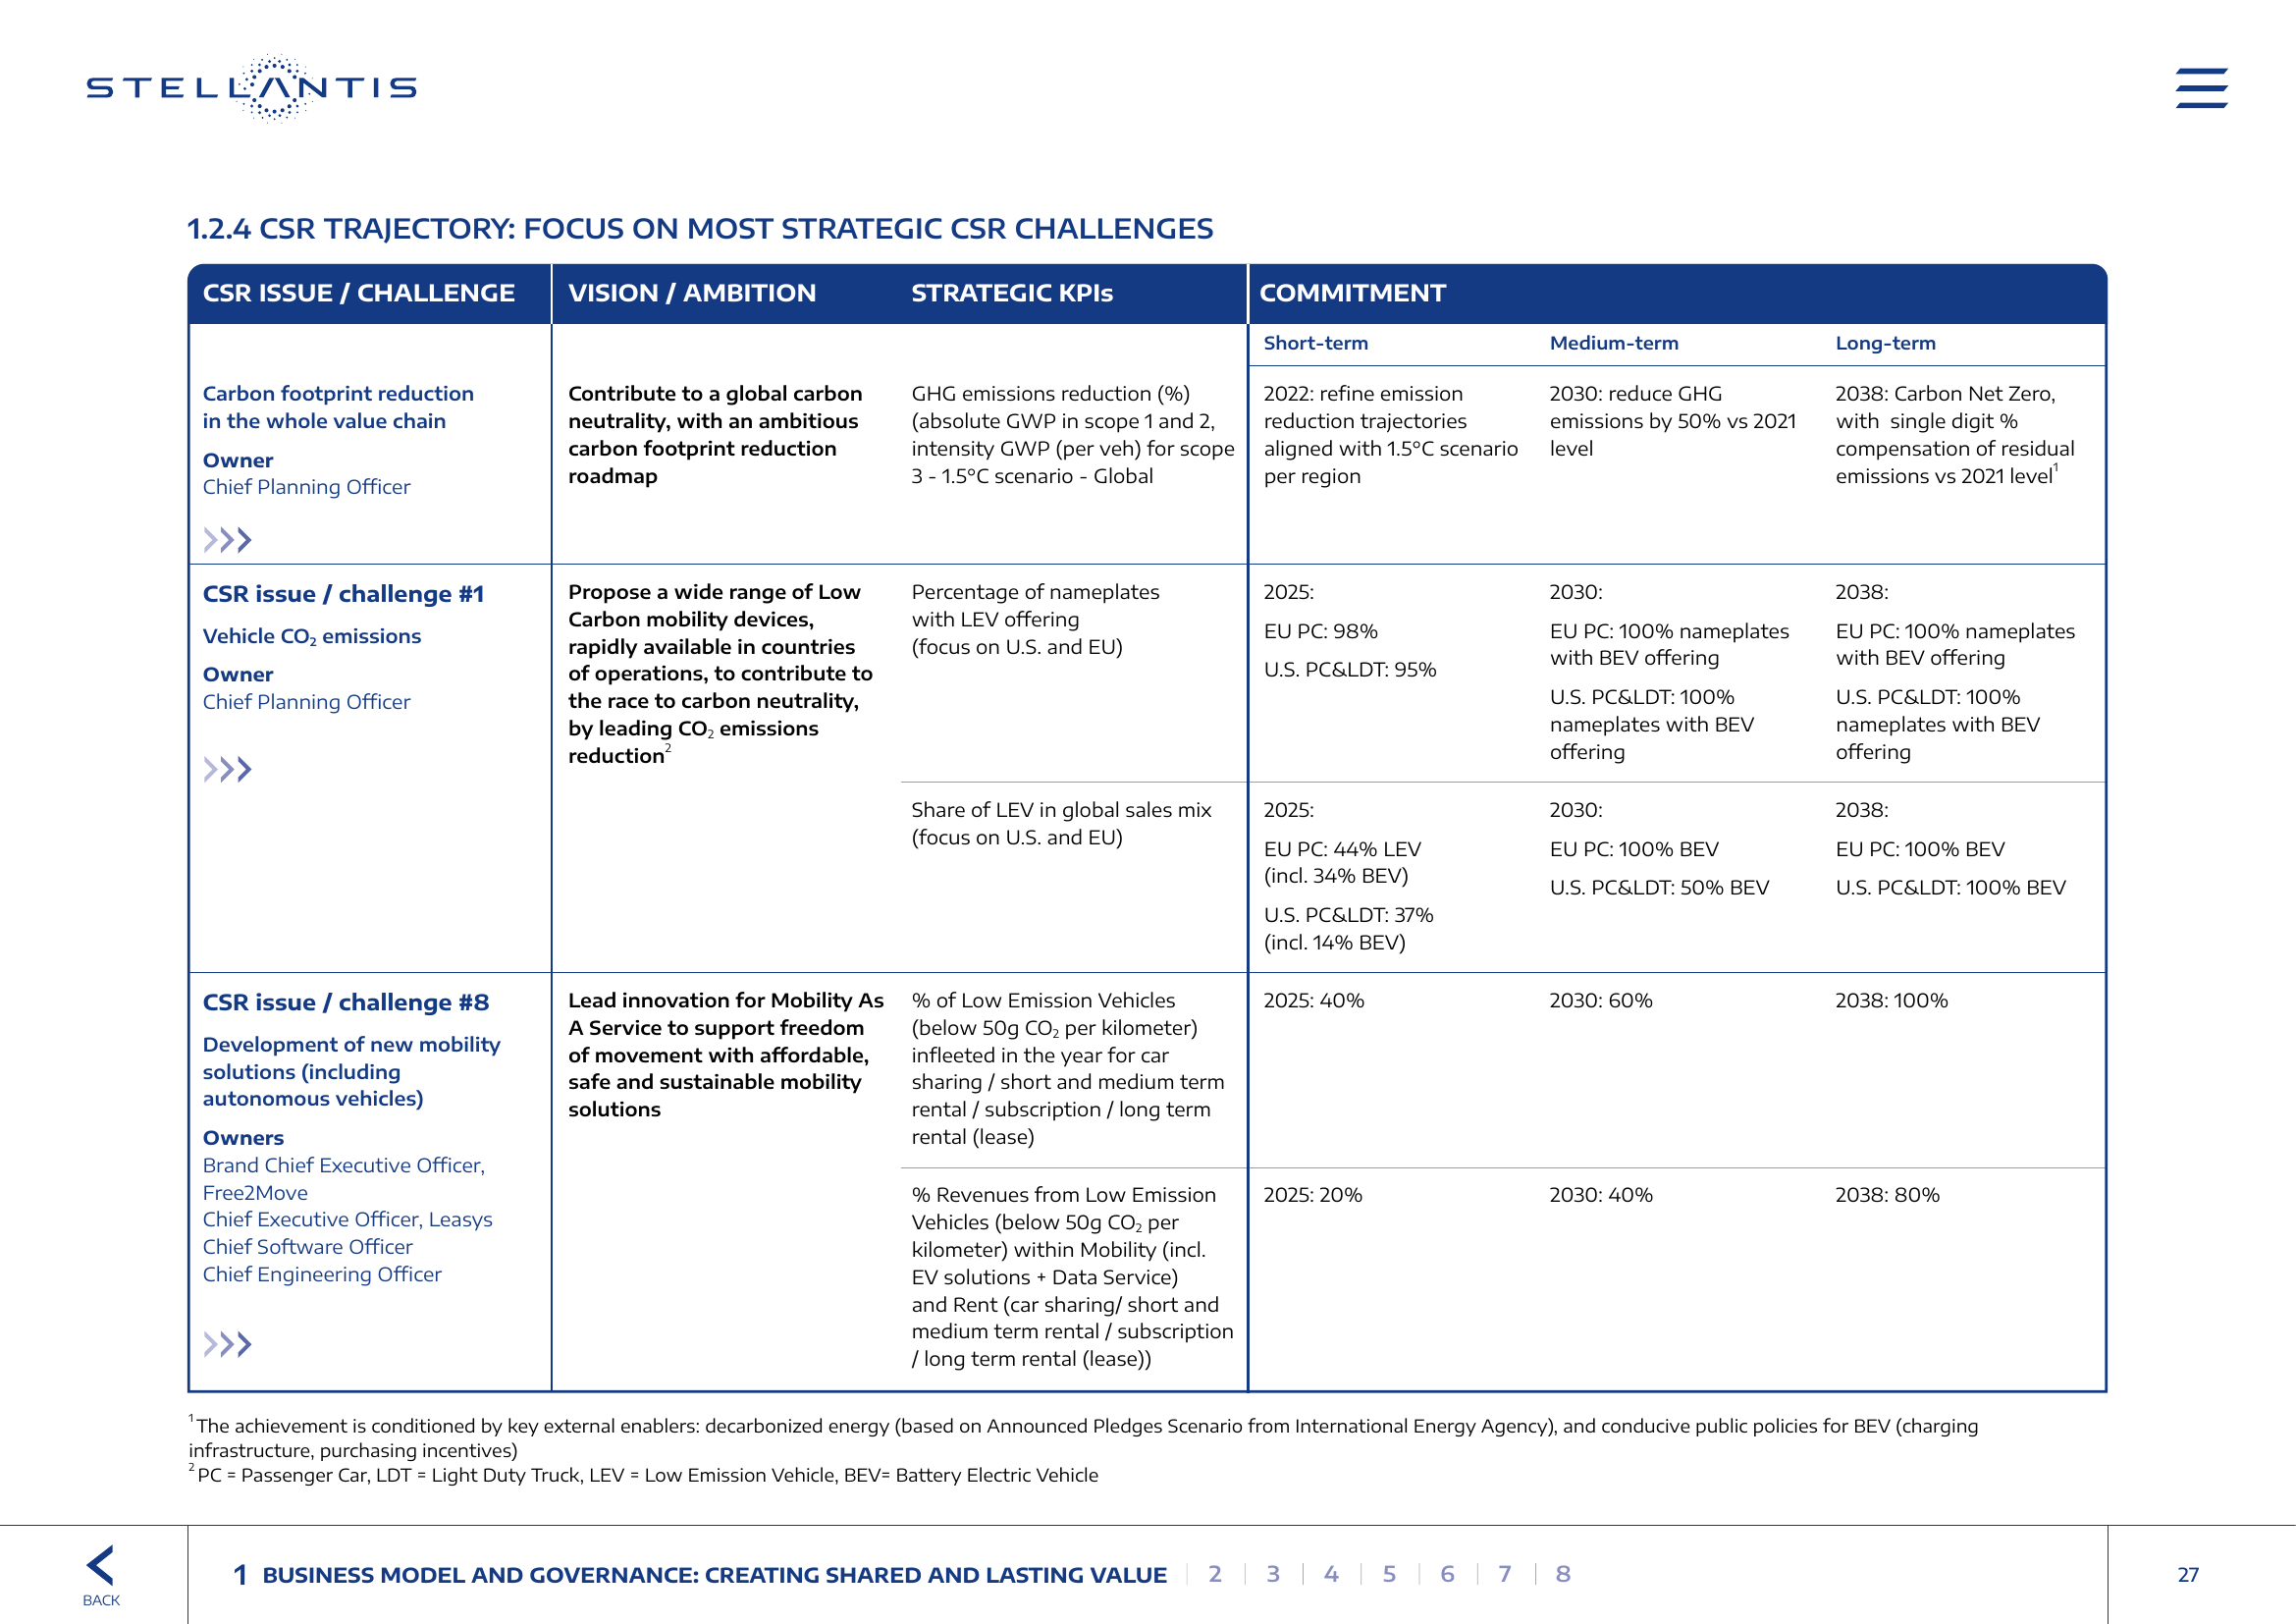 STELLANTIS
1.2.4 CSR TRAJECTORY: FOCUS ON MOST STRATEGIC CSR CHALLENGES
CSR ISSUE / CHALLENGE
VISION / AMBITION
STRATEGIC KPIs
COMMITMENT
Short-term
Medium-term
Long-term
Carbon footprint reduction
in the whole value chain
Owner
Chief Planning Officer
Contribute to a global carbon
neutrality, with an ambitious
carbon footprint reduction
roadmap
GHG emissions reduction (%)
(absolute GWP in scope 1 and 2,
intensity GWP (per veh) for scope
3 - 1.5°C scenario - Global
2022: refine emission
reduction trajectories
aligned with 1.5°C scenario
per region
2030: reduce GHG
emissions by 50% vs 2021
level
2038: Carbon Net Zero,
with single digit %
compensation of residual
emissions vs 2021 level¹
CSR issue / challenge #1
Vehicle CO₂ emissions
Owner
Chief Planning Officer
Propose a wide range of Low
Carbon mobility devices,
rapidly available in countries
of operations, to contribute to
the race to carbon neutrality,
by leading CO₂ emissions
reduction²
Percentage of nameplates
with LEV offering
(focus on U.S. and EU)
2025:
EU PC: 98%
U.S. PC&LDT: 95%
2030:
EU PC: 100% nameplates
with BEV offering
U.S. PC&LDT: 100%
nameplates with BEV
offering
2038:
EU PC: 100% nameplates
with BEV offering
U.S. PC&LDT: 100%
nameplates with BEV
offering
Share of LEV in global sales mix
(focus on U.S. and EU)
2025:
EU PC: 44% LEV
(incl. 34% BEV)
U.S. PC&LDT: 37%
(incl. 14% BEV)
2030:
EU PC: 100% BEV
U.S. PC&LDT: 50% BEV
2038:
EU PC: 100% BEV
U.S. PC&LDT: 100% BEV
CSR issue / challenge #8
Development of new mobility
solutions (including
autonomous vehicles)
Owners
Brand Chief Executive Officer,
Free2Move
Chief Executive Officer, Leasys
Chief Software Officer
Chief Engineering Officer
Lead innovation for Mobility As
A Service to support freedom
of movement with affordable,
safe and sustainable mobility
solutions
% of Low Emission Vehicles
(below 50g CO₂ per kilometer)
infleeted in the year for car
sharing / short and medium term
rental / subscription / long term
rental (lease)
2025: 40%
2030: 60%
2038: 100%
% Revenues from Low Emission
Vehicles (below 50g CO₂ per
kilometer) within Mobility (incl.
EV solutions + Data Service)
and Rent (car sharing/ short and
medium term rental / subscription
/ long term rental (lease))
2025: 20%
2030: 40%
2038: 80%
¹ The achievement is conditioned by key external enablers: decarbonized energy (based on Announced Pledges Scenario from International Energy Agency), and conducive public policies for BEV (charging
infrastructure, purchasing incentives)
² PC = Passenger Car, LDT = Light Duty Truck, LEV = Low Emission Vehicle, BEV= Battery Electric Vehicle
BACK
1 BUSINESS MODEL AND GOVERNANCE: CREATING SHARED AND LASTING VALUE | 2 | 3 | 4 | 5 | 6 | 7 | 8
27